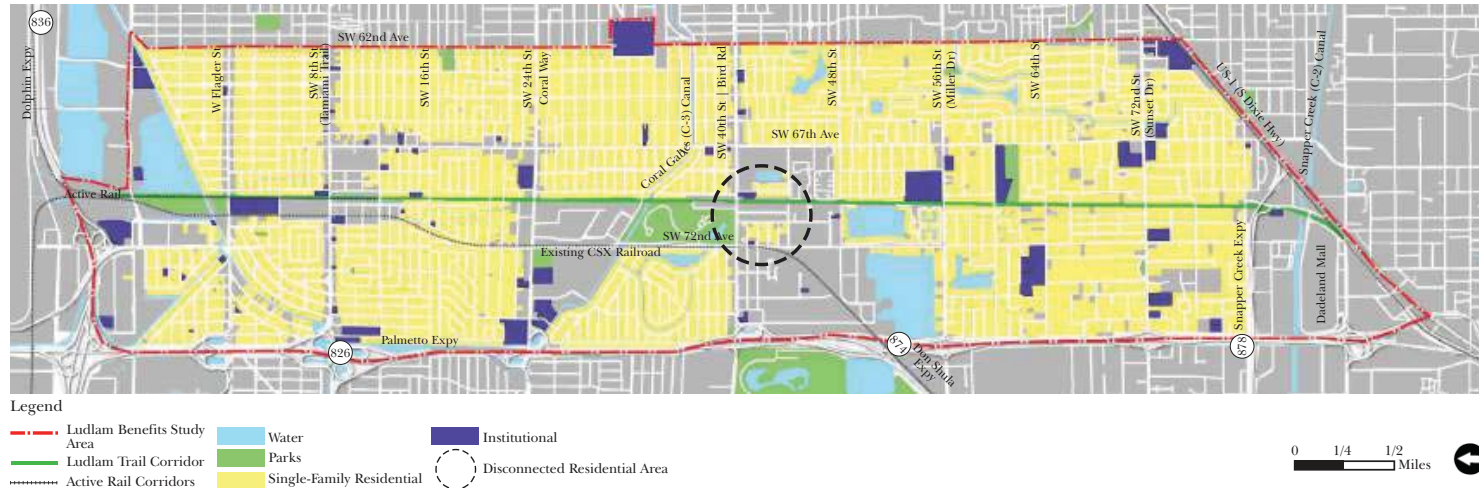 836
Dolphin Expy
SW 62nd Ave
W Flagler St
SW 8th St
(Tamiami Trail)
SW 16th St
SW 24th St
Coral Way
Coral Gables (C-3) Canal
SW 40th St | Bird Rd
SW 48th St
SW 56th St
(Miller Dr)
SW 64th St
SW 72nd St
(Sunset Dr)
US-1 (S Dixie Hwy)
Snapper Creek (C-2) Canal
SW 67th Ave
Active Rail
SW 72nd Ave
Existing CSX Railroad
Snapper Creek Expy
Dadeland Mall
Palmetto Expy
826
874
Don Shula
Expy
878
Legend
Ludlam Benefits Study
Area
Ludlam Trail Corridor
Active Rail Corridors
Water
Parks
Single-Family Residential
Institutional
Disconnected Residential Area
0 1/4 1/2
Miles